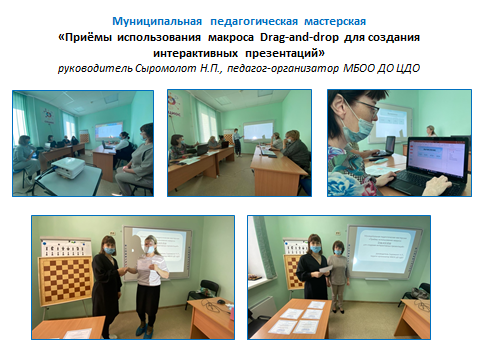 Муниципальная педагогическая мастерская
«Приёмы использования макроса Drag-and-drop для создания
интерактивных презентаций»
руководитель Сыромолот Н.П., педагог-организатор МБОО ДО ЦДО